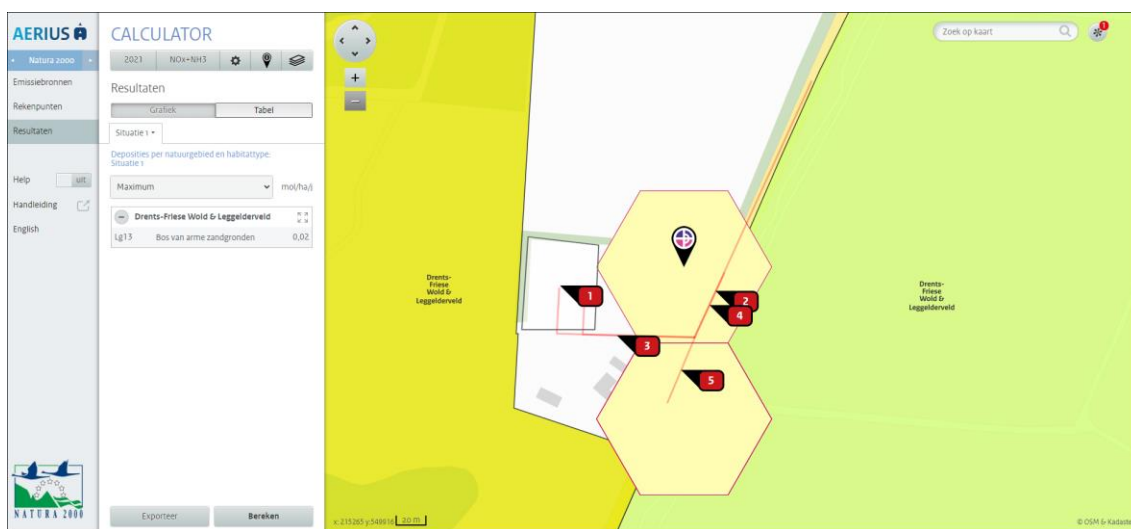 AERIUS
Natura 2000
Emissiebronnen
Rekenpunten
Resultaten
Help
uit
Handleiding
English
NATURA 2000
CALCULATOR
2021
NOx+NH3
Resultaten
Grafiek
Tabel
Situatie 1
Deposities per natuurgebied en habitattype:
Situatie 1
Maximum
mol/ha/j
Drents-Friese Wold & Leggelderveld
Lg13 Bos van arme zandgronden 0,02
Exporteer
Bereken
Zoek op kaart
1
Drents-
Friese
Wold &
Leggelderveld
Drents-
Friese
Wold &
Leggelderveld
1
2
4
3
5
x:215265 y:549916
20 m
© OSM & Kadaster